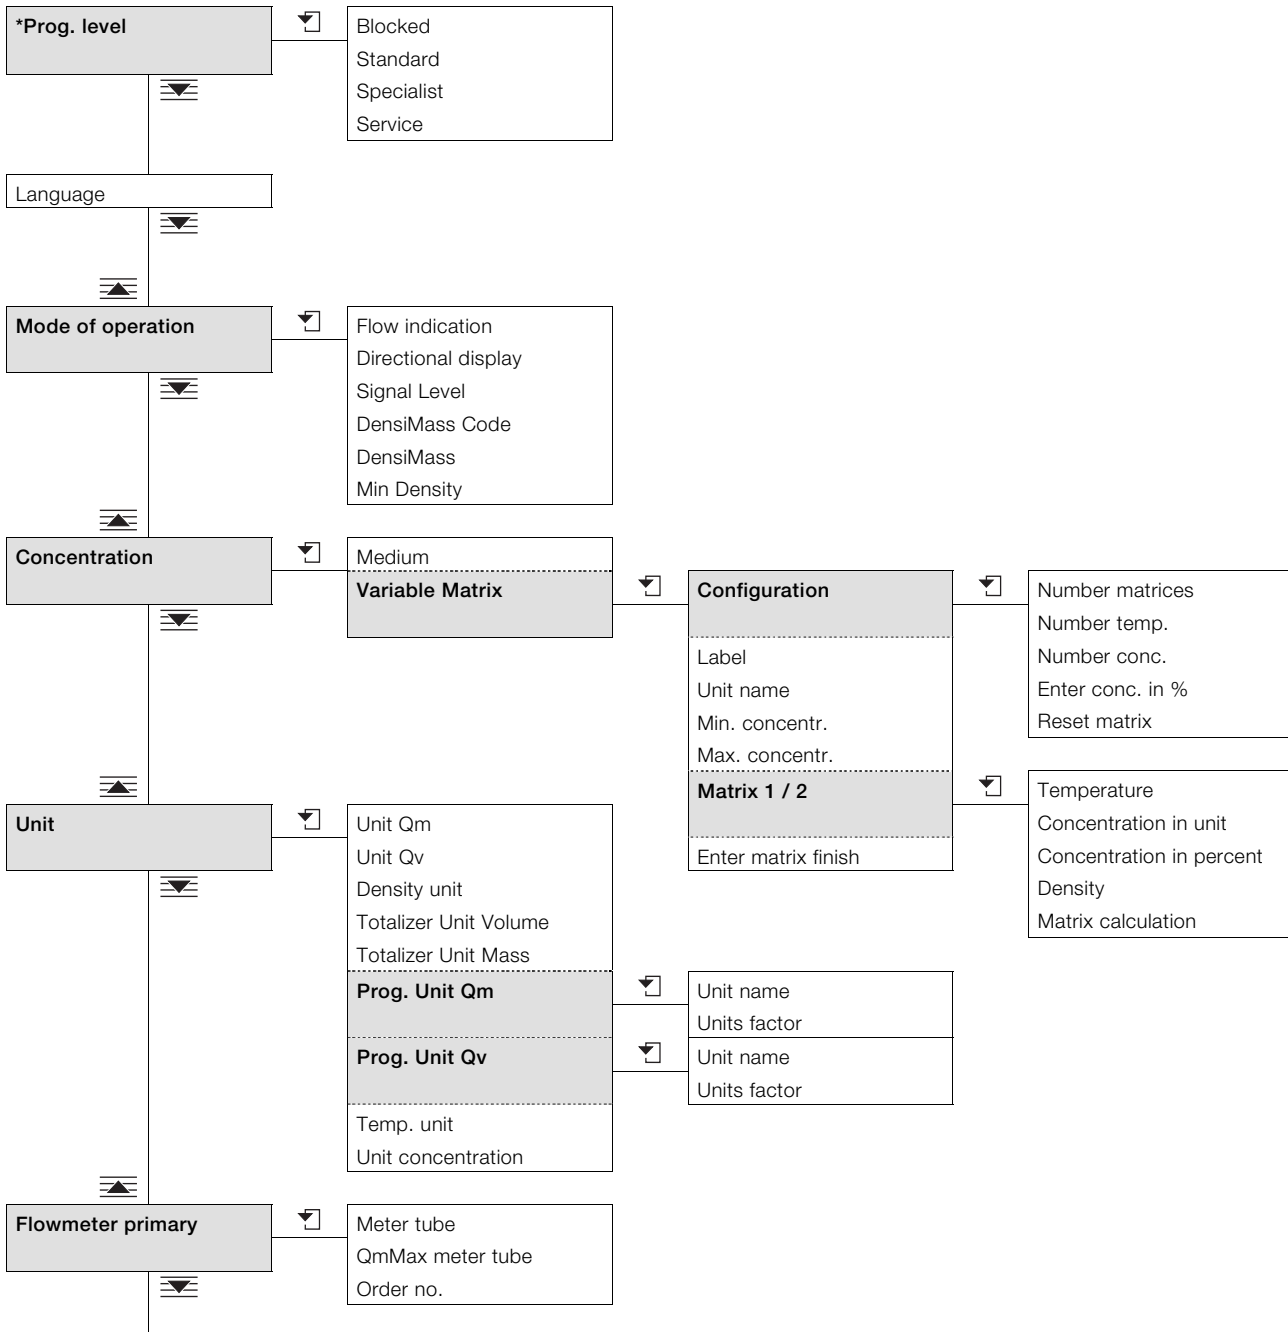 *Prog. level
Blocked
Standard
Specialist
Service
Language
Mode of operation
Flow indication
Directional display
Signal Level
DensiMass Code
DensiMass
Min Density
Concentration
Medium
Variable Matrix
Configuration
Label
Unit name
Min. concentr.
Max. concentr.
Matrix 1 / 2
Enter matrix finish
Number matrices
Number temp.
Number conc.
Enter conc. in %
Reset matrix
Temperature
Concentration in unit
Concentration in percent
Density
Matrix calculation
Unit
Unit Qm
Unit Qv
Density unit
Totalizer Unit Volume
Totalizer Unit Mass
Prog. Unit Qm
Unit name
Units factor
Prog. Unit Qv
Unit name
Units factor
Temp. unit
Unit concentration
Flowmeter primary
Meter tube
QmMax meter tube
Order no.